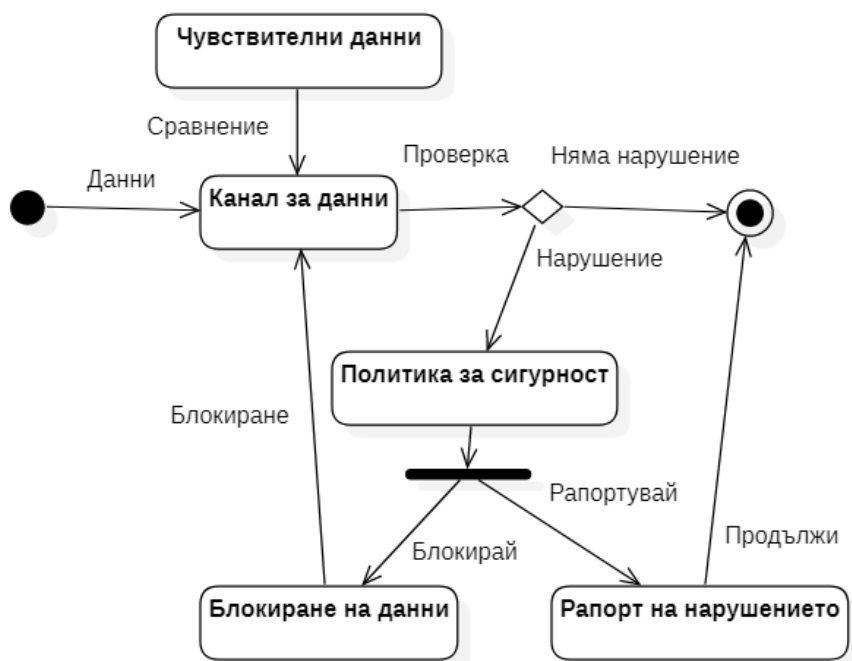 Чувствителни данни
Сравнение
Данни
Канал за данни
Проверка
Няма нарушение
Нарушение
Политика за сигурност
Блокиране
Рапортувай
Блокирай
Продължи
Блокиране на данни
Рапорт на нарушението